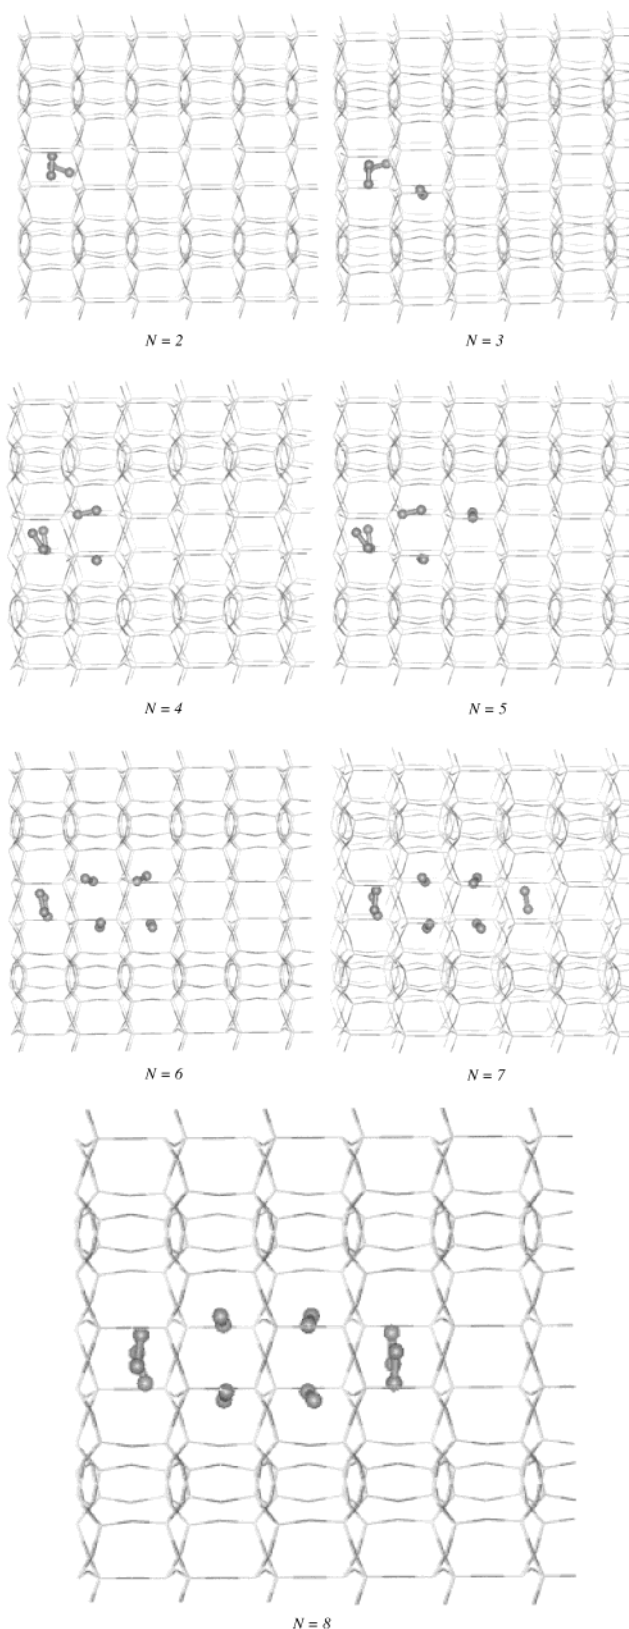 N = 2
N = 3
N = 4
N = 5
N = 6
N = 7
N = 8